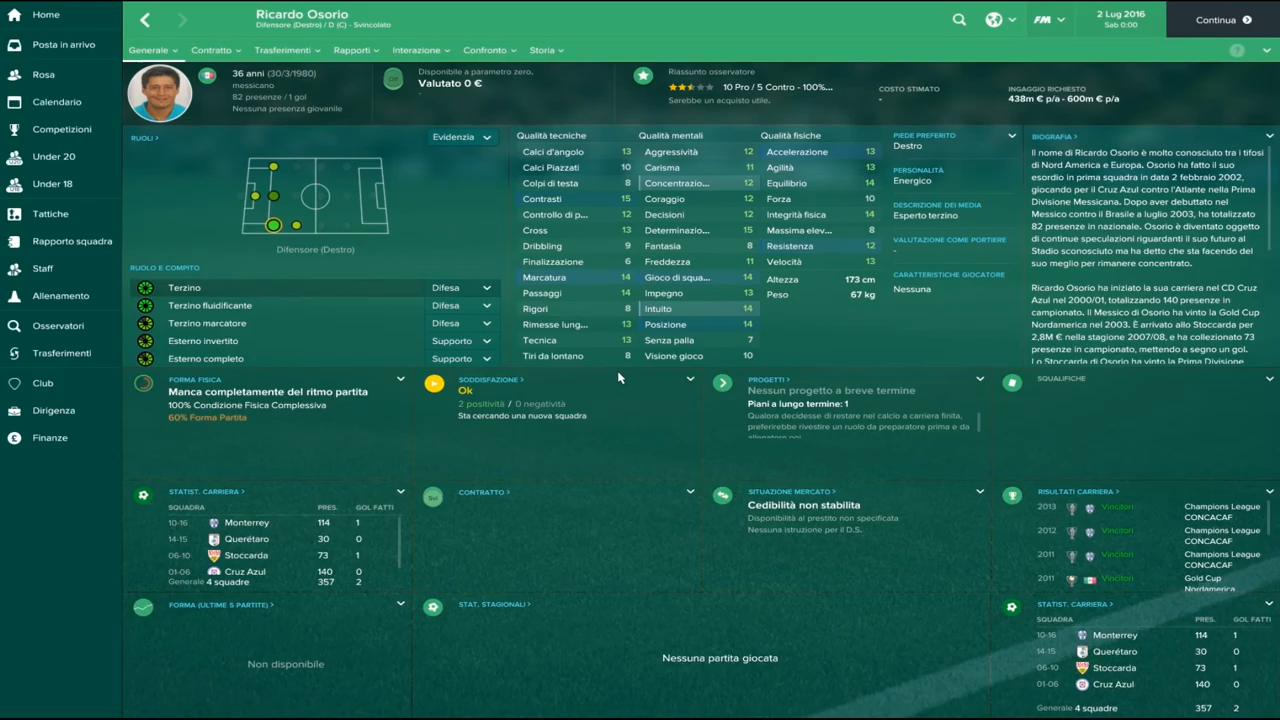 Home
Posta in arrivo
Rosa
Calendario
Competizioni
Under 20
Under 18
Tattiche
Rapporto squadra
Staff
Allenamento
Osservatori
Trasferimenti
Club
Dirigenza
Finanze
Ricardo Osorio
Difensore (Destro) / D (C) - Svincolato
FM
2 Lug 2016
Sab 0:00
Continua
Generale
Contratto
Trasferimenti
Rapporti
Interazione
Confronto
Storia
36 anni (30/3/1980)
messicano
82 presenze / 1 gol
Nessuna presenza giovanile
Disponibile a parametro zero.
Valutato 0 €
-
Riassunto osservatore
10 Pro / 5 Contro - 100%...
Sarebbe un acquisto utile.
COSTO STIMATO
-
INGAGGIO RICHIESTO
438m € p/a - 600m € p/a
RUOLI >
Evidenzia
Difensore (Destro)
RUOLO E COMPITO
Terzino Difesa
Terzino fluidificante Difesa
Terzino marcatore Difesa
Esterno invertito Supporto
Esterno completo Supporto
Qualità tecniche
Calci d'angolo 13
Calci Piazzati 10
Colpi di testa 8
Contrasti 15
Controllo di p... 12
Cross 13
Dribbling 9
Finalizzazione 6
Marcatura 14
Passaggi 14
Rigori 8
Rimesse lung... 13
Tecnica 13
Tiri da lontano 8
Qualità mentali
Aggressività 12
Carisma 11
Concentrazio... 12
Coraggio 12
Decisioni 12
Determinazio... 15
Fantasia 8
Freddezza 11
Gioco di squa... 14
Impegno 13
Intuito 14
Posizione 14
Senza palla 7
Visione gioco 10
Qualità fisiche
Accelerazione 13
Agilità 13
Equilibrio 14
Forza 10
Integrità fisica 14
Massima elev... 8
Resistenza 12
Velocità 13
Altezza 173 cm
Peso 67 kg
PIEDE PREFERITO
Destro
PERSONALITÀ
Energico
DESCRIZIONE DEI MEDIA
Esperto terzino
VALUTAZIONE COME PORTIERE
-
CARATTERISTICHE GIOCATORE
Nessuna
BIOGRAFIA >
Il nome di Ricardo Osorio è molto conosciuto tra i tifosi
di Nord America e Europa. Osorio ha fatto il suo
esordio in prima squadra in data 2 febbraio 2002,
giocando per il Cruz Azul contro l'Atlante nella Prima
Divisione Messicana. Dopo aver debuttato nel
Messico contro il Brasile a luglio 2003, ha totalizzato
82 presenze in nazionale. Osorio è diventato oggetto
di continue speculazioni riguardanti il suo futuro al
Stadio sconosciuto ma ha detto che sta facendo del
suo meglio per rimanere concentrato.
Ricardo Osorio ha iniziato la sua carriera nel CD Cruz
Azul nel 2000/01, totalizzando 140 presenze in
campionato. Il Messico di Osorio ha vinto la Gold Cup
Nordamerica nel 2003. È arrivato allo Stoccarda per
2,8M€ nella stagione 2007/08, e ha collezionato 73
presenze in campionato, mettendo a segno un gol.
Lo Stoccarda di Osorio ha vinto la Prima Divisione
FORMA FISICA
Manca completamente del ritmo partita
100% Condizione Fisica Complessiva
60% Forma Partita
SODDISFAZIONE >
Ok
2 positività / 0 negatività
Sta cercando una nuova squadra
PROGETTI >
Nessun progetto a breve termine
Piani a lungo termine: 1
Qualora decidesse di restare nel calcio a carriera finita,
preferirebbe rivestire un ruolo da preparatore prima e da
allenatore poi
SQUALIFICHE
STATIST. CARRIERA >
SQUADRA PRES. GOL FATTI
10-16 Monterrey 114 1
14-15 Querétaro 30 0
06-10 Stoccarda 73 1
01-06 Cruz Azul 140 0
Generale 4 squadre 357 2
Svi
CONTRATTO >
SITUAZIONE MERCATO >
Cedibilità non stabilita
Disponibilità al prestito non specificata
Nessuna istruzione per il D.S.
RISULTATI CARRIERA >
2013 Vincitori Champions League
CONCACAF
2012 Vincitori Champions League
CONCACAF
2011 Vincitori Champions League
CONCACAF
2011 Vincitori Gold Cup
Nordamerica
FORMA (ULTIME 5 PARTITE) >
Non disponibile
STAT. STAGIONALI >
Nessuna partita giocata
STATIST. CARRIERA >
SQUADRA PRES. GOL FATTI
10-16 Monterrey 114 1
14-15 Querétaro 30 0
06-10 Stoccarda 73 1
01-06 Cruz Azul 140 0
Generale 4 squadre 357 2